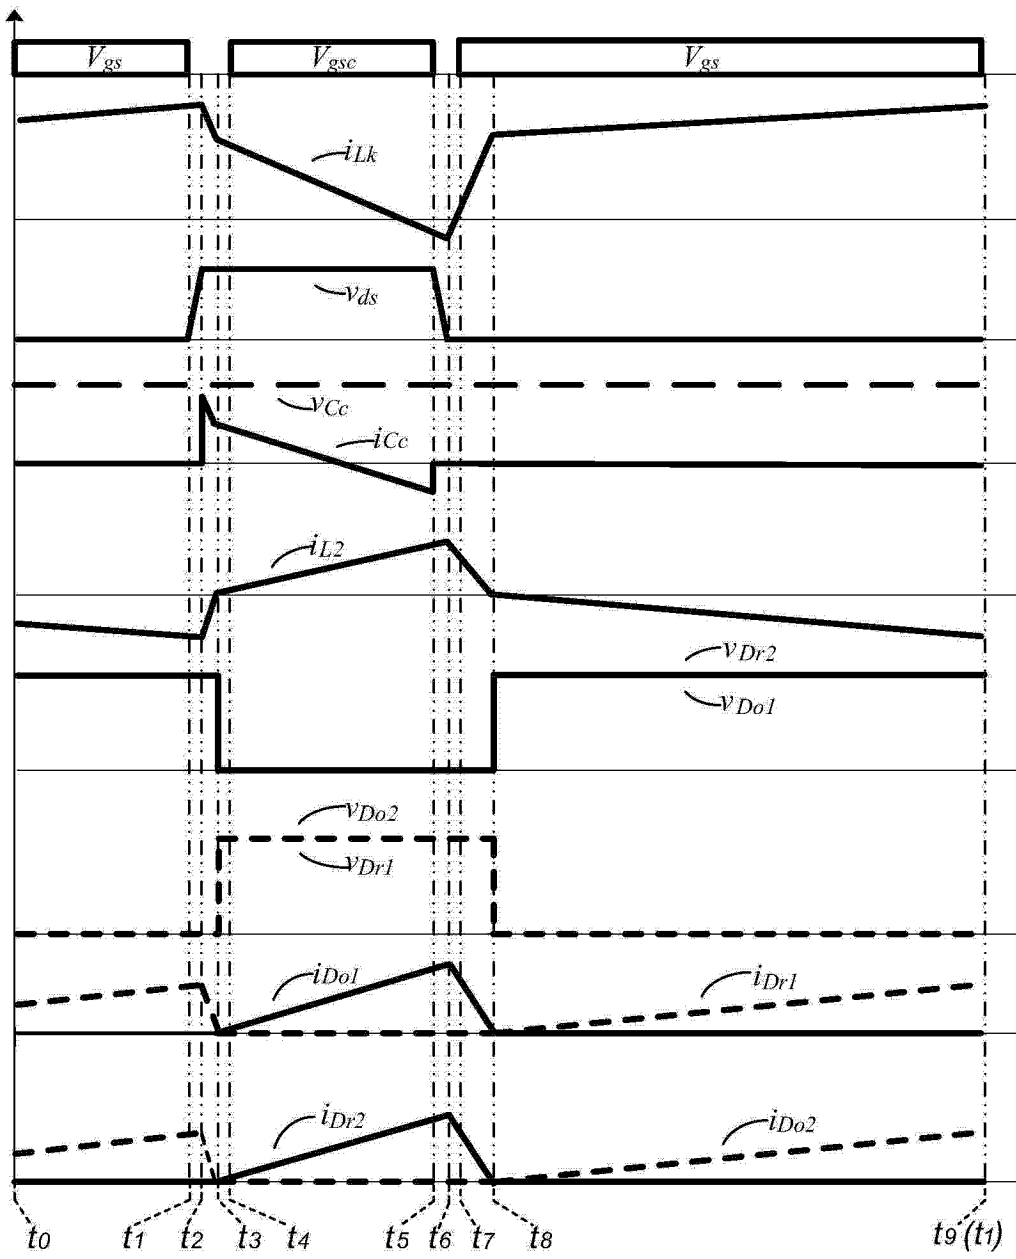 Vgs Vgsc Vgs
iLk
vds
vCc
iCc
iL2
vDr2
vDo1
vDo2
vDr1
iDo1 iDr1
iDr2 iDo2
t0 t1 t2 t3 t4 t5 t6 t7 t8 t9(t1)